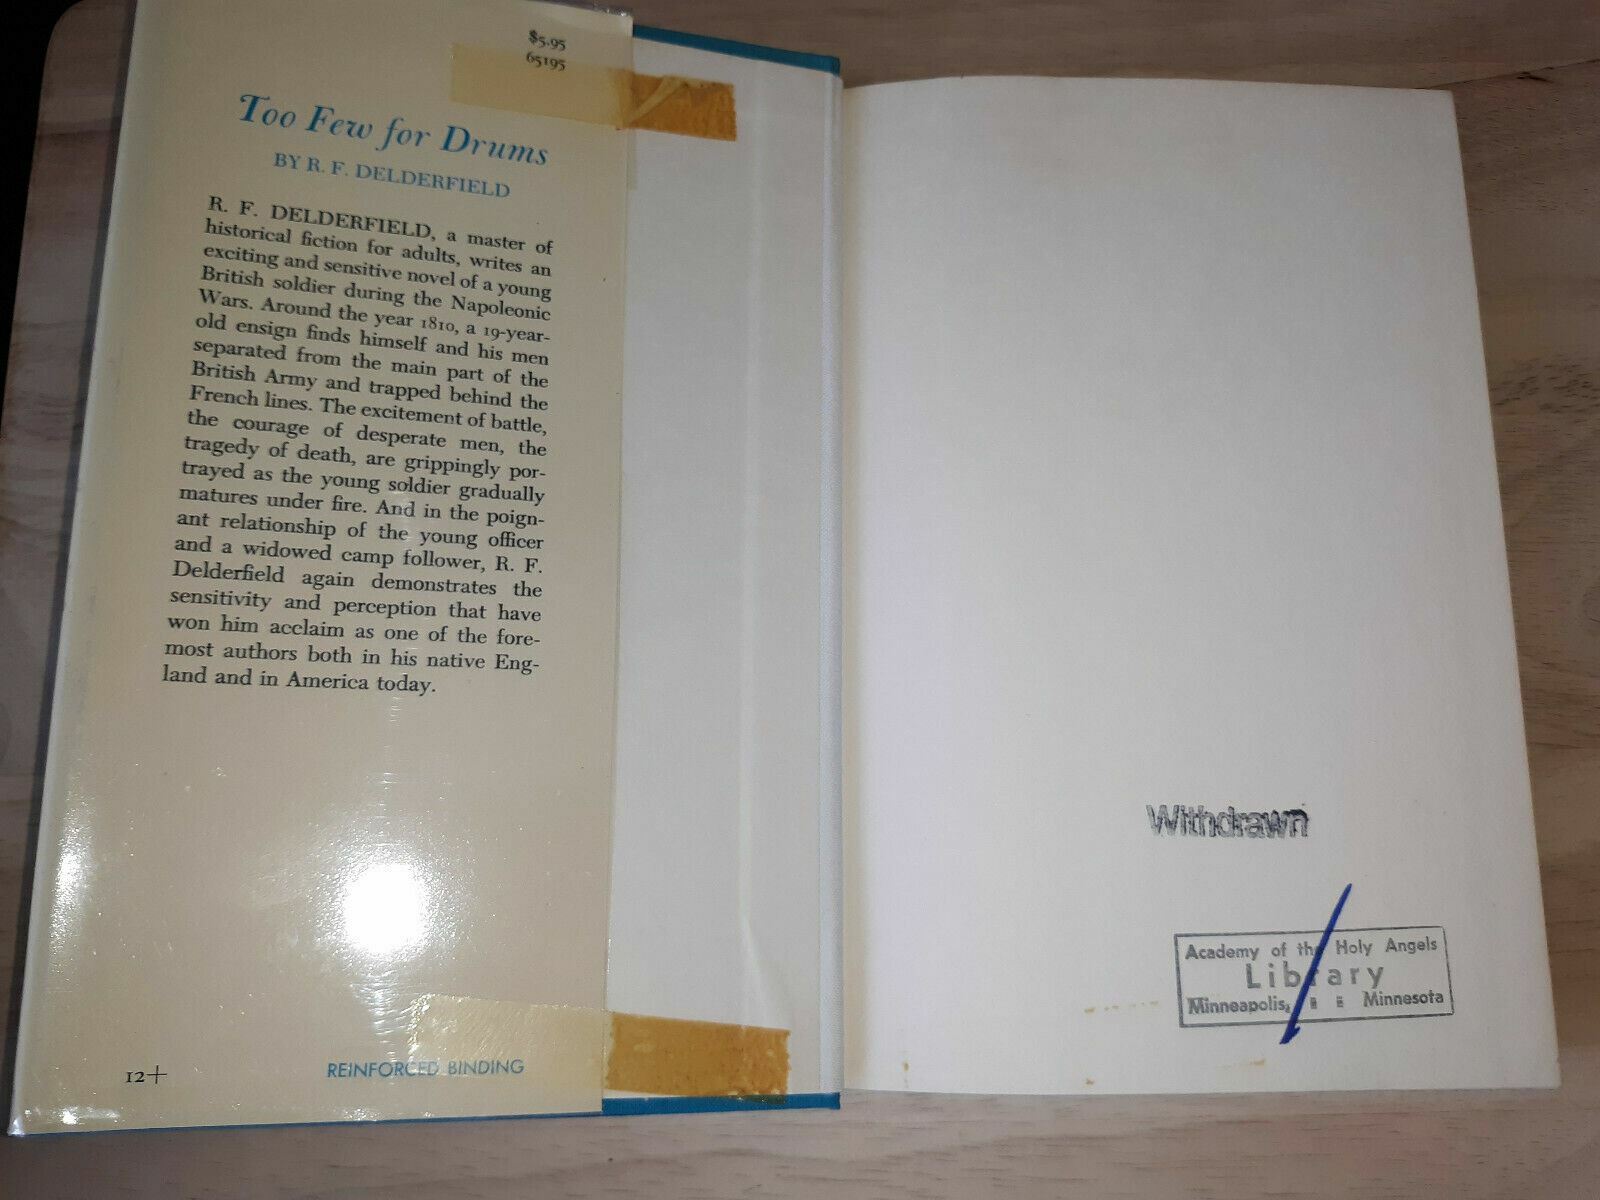 $5.95
65195
Too Few for Drums
BY R. F. DELDERFIELD
R. F. DELDERFIELD, a master of
historical fiction for adults, writes an
exciting and sensitive novel of a young
British soldier during the Napoleonic
Wars. Around the year 1810, a 19-year-
old ensign finds himself and his men
separated from the main part of the
British Army and trapped behind the
French lines. The excitement of battle,
the courage of desperate men, the
tragedy of death, are grippingly por-
trayed as the young soldier gradually
matures under fire. And in the poign-
ant relationship of the young officer
and a widowed camp follower, R. F.
Delderfield again demonstrates the
sensitivity and perception that have
won him acclaim as one of the fore-
most authors both in his native Eng-
land and in America today.
12+
REINFORCED BINDING
Withdrawn
Academy of the Holy Angels
Library
Minneapolis, Minnesota